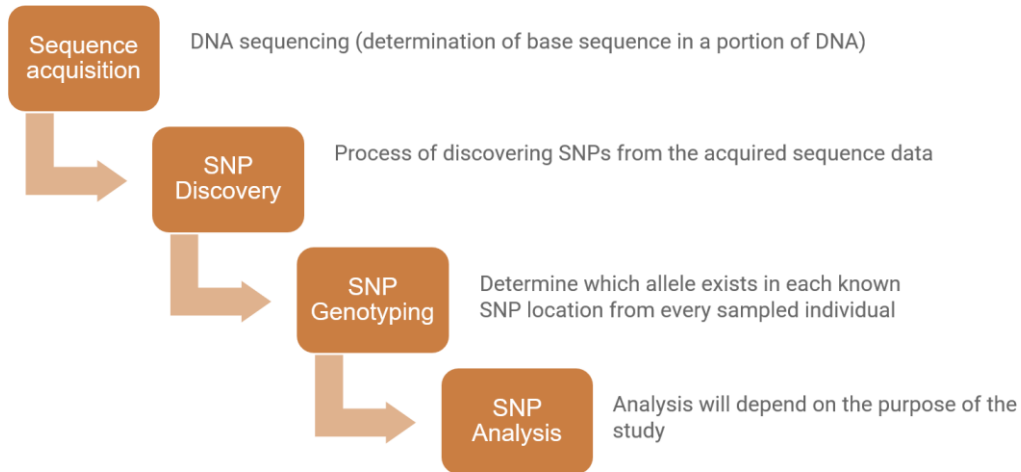 Sequence
acquisition
DNA sequencing (determination of base sequence in a portion of DNA)
SNP
Discovery
Process of discovering SNPs from the acquired sequence data
SNP
Genotyping
Determine which allele exists in each known
SNP location from every sampled individual
SNP
Analysis
Analysis will depend on the purpose of the
study